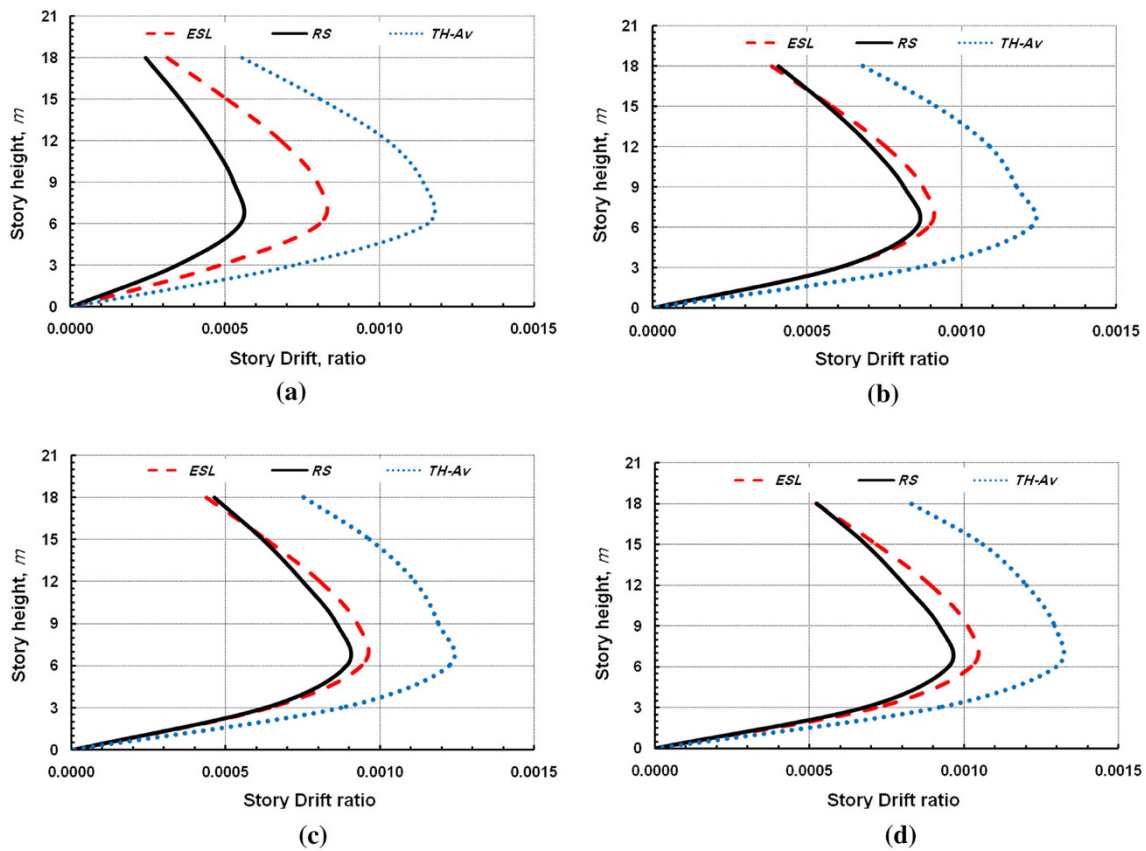 21
18
15
12
9
6
3
0
Story height, m
ESL RS TH-Av
0.0000 0.0005 0.0010 0.0015
Story Drift, ratio
(a)
21
18
15
12
9
6
3
0
Story height, m
ESL RS TH-Av
0.0000 0.0005 0.0010 0.0015
Story Drift ratio
(b)
21
18
15
12
9
6
3
0
Story height, m
ESL RS TH-Av
0.0000 0.0005 0.0010 0.0015
Story Drift ratio
(c)
21
18
15
12
9
6
3
0
Story height, m
ESL RS TH-Av
0.0000 0.0005 0.0010 0.0015
Story Drift ratio
(d)